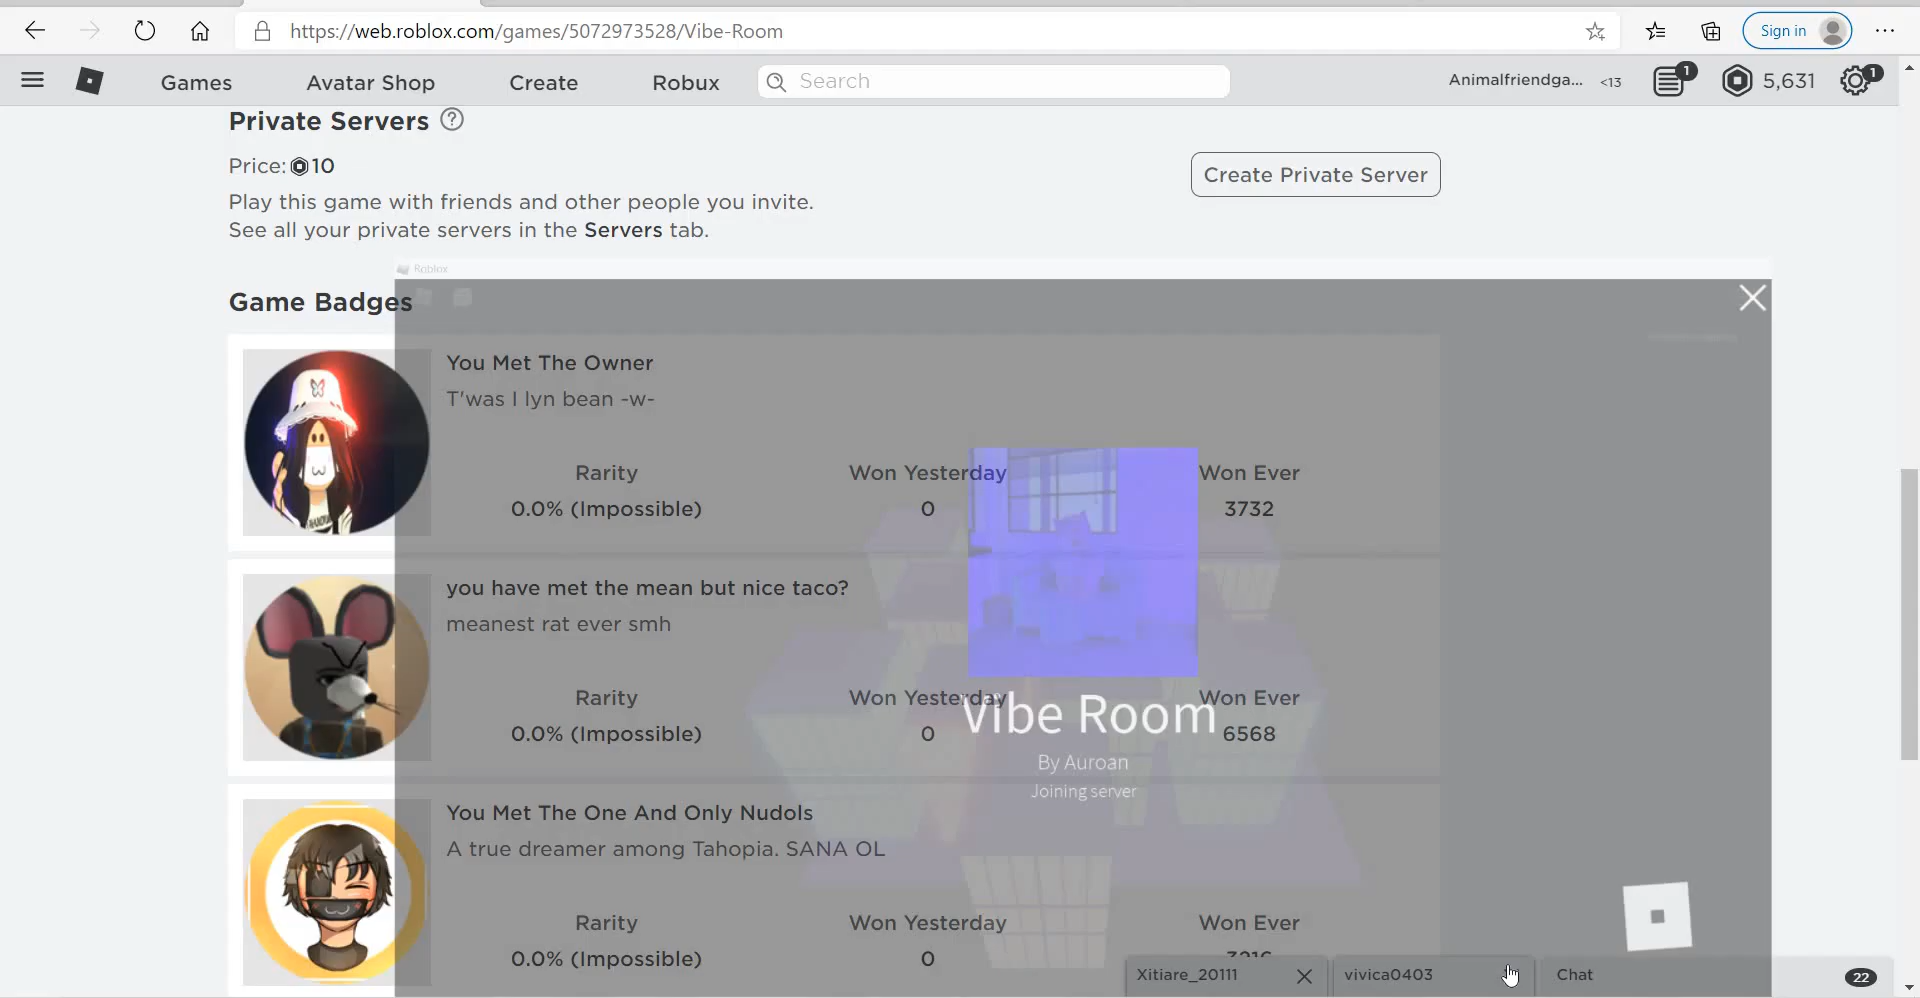 https://web.roblox.com/games/5072973528/Vibe-Room
Sign in
Games
Avatar Shop
Create
Robux
Search
Animalfriendga...
<13
1
5,631
1
Private Servers
?
Price: 10
Create Private Server
Play this game with friends and other people you invite.
See all your private servers in the Servers tab.
Roblox
Game Badges
You Met The Owner
T'was I lyn bean -w-
Rarity
Won Yesterday
Won Ever
0.0% (Impossible)
0
3732
you have met the mean but nice taco?
meanest rat ever smh
Rarity
Won Yesterday
Won Ever
0.0% (Impossible)
0
6568
Vibe Room
By Auroan
Joining server
You Met The One And Only Nudols
A true dreamer among Tahopia. SANA OL
Rarity
Won Yesterday
Won Ever
0.0% (Impossible)
0
Xitiare_20111
vivica0403
Chat
22